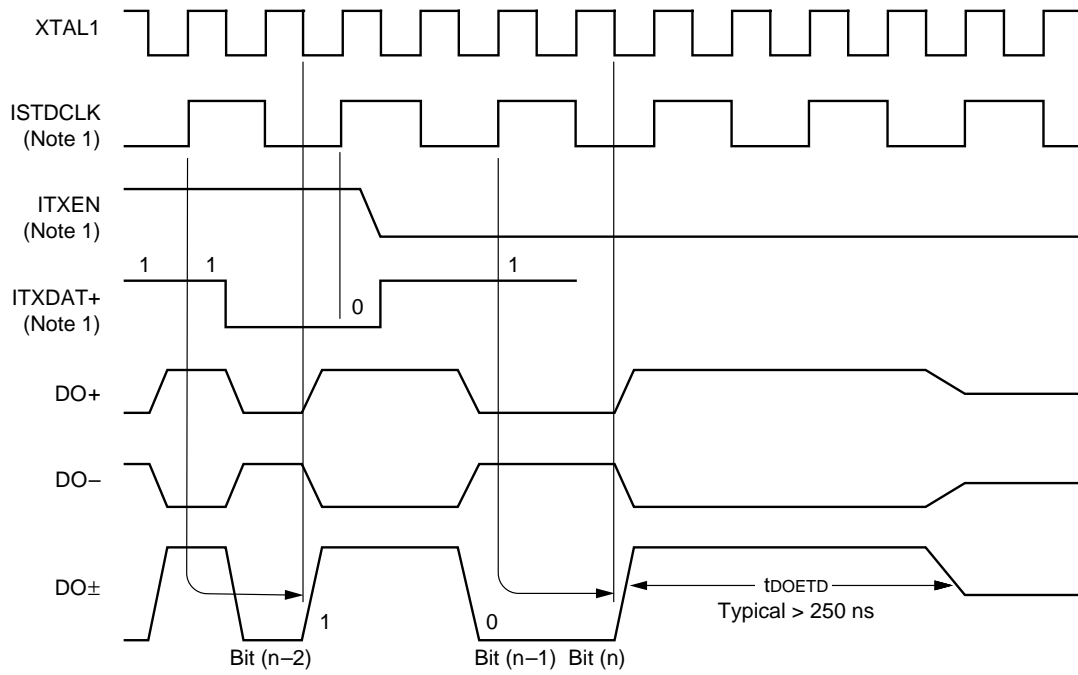 XTAL1
ISTDCLK
(Note 1)
ITXEN
(Note 1)
1 1 1
ITXDAT+
(Note 1)
0
DO+
DO−
DO±
tDOETD
Typical > 250 ns
1 0
Bit (n−2) Bit (n−1) Bit (n)